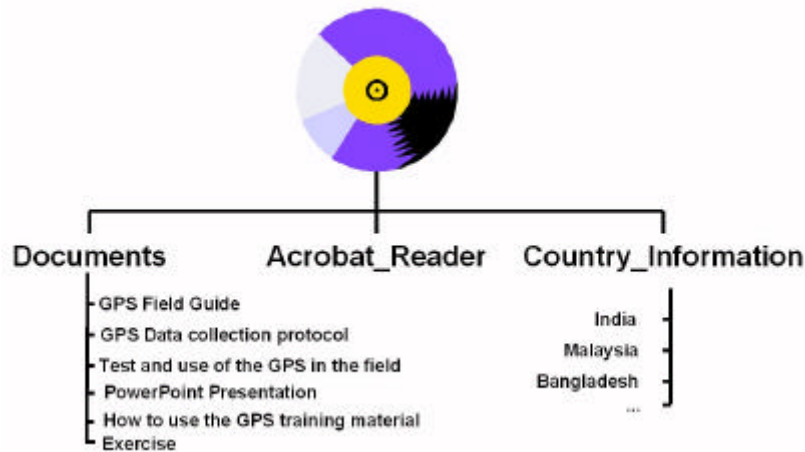 Documents
Acrobat_Reader
Country_Information
GPS Field Guide
GPS Data collection protocol
Test and use of the GPS in the field
PowerPoint Presentation
How to use the GPS training material
Exercise
India
Malaysia
Bangladesh
...